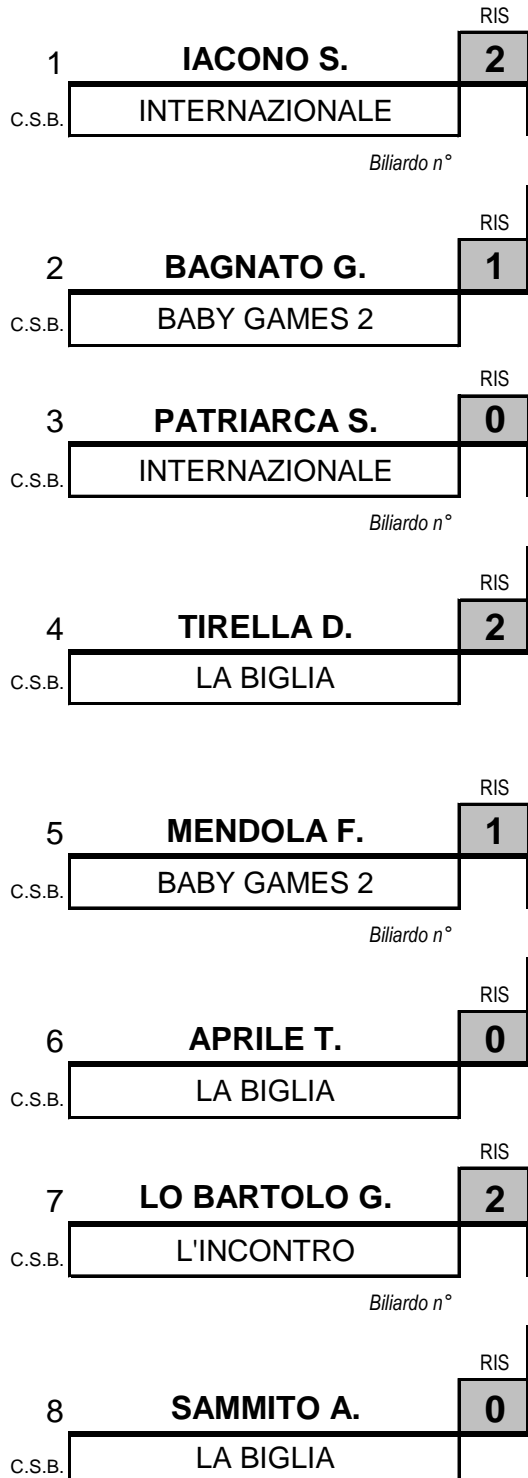 RIS
1 IACONO S. 2
C.S.B. INTERNAZIONALE
Biliardo n°
RIS
2 BAGNATO G. 1
C.S.B. BABY GAMES 2
RIS
3 PATRIARCA S. 0
C.S.B. INTERNAZIONALE
Biliardo n°
RIS
4 TIRELLA D. 2
C.S.B. LA BIGLIA
RIS
5 MENDOLA F. 1
C.S.B. BABY GAMES 2
Biliardo n°
RIS
6 APRILE T. 0
C.S.B. LA BIGLIA
RIS
7 LO BARTOLO G. 2
C.S.B. L'INCONTRO
Biliardo n°
RIS
8 SAMMITO A. 0
C.S.B. LA BIGLIA